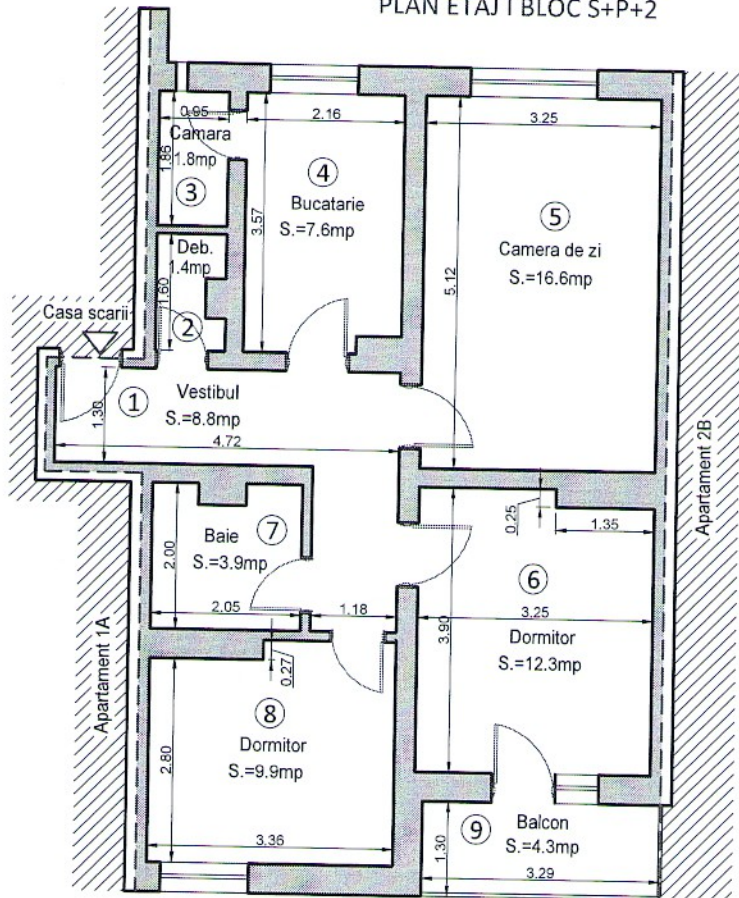 PLAN ETAJ I BLOC S+P+2
0.95
Camara
1.8mp
1.86
3
2.16
4
Bucatarie
S.=7.6mp
3.57
3.25
5
Camera de zi
S.=16.6mp
5.12
Deb.
1.4mp
1.60
2
Casa scarii
1
Vestibul
S.=8.8mp
1.30
4.72
Apartament 2B
Baie
7
S.=3.9mp
2.00
2.05
1.18
0.25
1.35
6
3.25
Dormitor
S.=12.3mp
3.90
Apartament 1A
0.27
8
Dormitor
S.=9.9mp
2.80
3.36
9
Balcon
S.=4.3mp
1.30
3.29